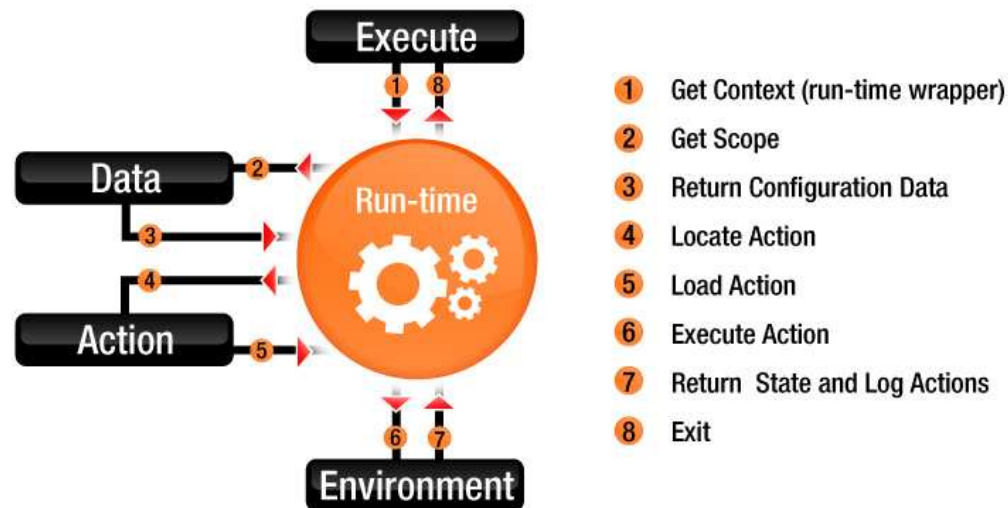 Execute
1
8
1 Get Context (run-time wrapper)
2 Get Scope
3 Return Configuration Data
4 Locate Action
5 Load Action
6 Execute Action
7 Return State and Log Actions
8 Exit
Data
2
Run-time
3
4
Action
5
6
7
Environment